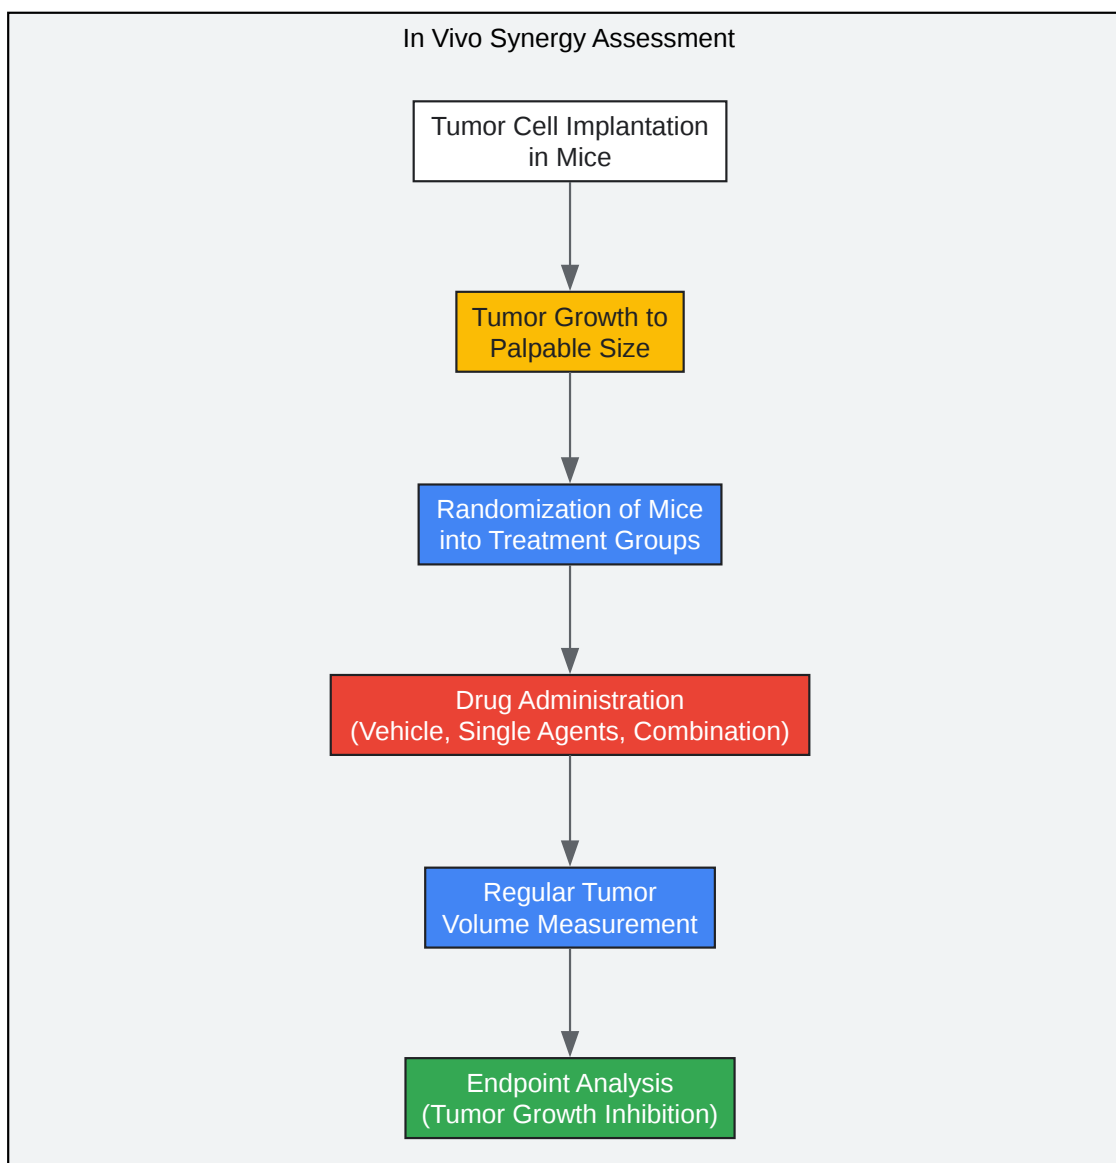 In Vivo Synergy Assessment
Tumor Cell Implantation
in Mice
Tumor Growth to
Palpable Size
Randomization of Mice
into Treatment Groups
Drug Administration
(Vehicle, Single Agents, Combination)
Regular Tumor
Volume Measurement
Endpoint Analysis
(Tumor Growth Inhibition)